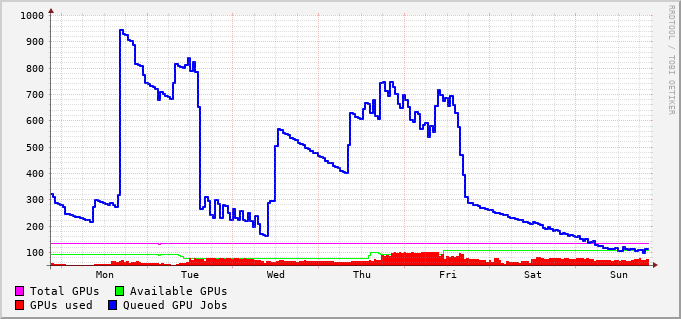 1000
900
800
700
600
500
400
300
200
100
Mon Tue Wed Thu Fri Sat Sun
Total GPUs Available GPUs
GPUs used Queued GPU Jobs
RRDTOOL / TOBI OETIKER